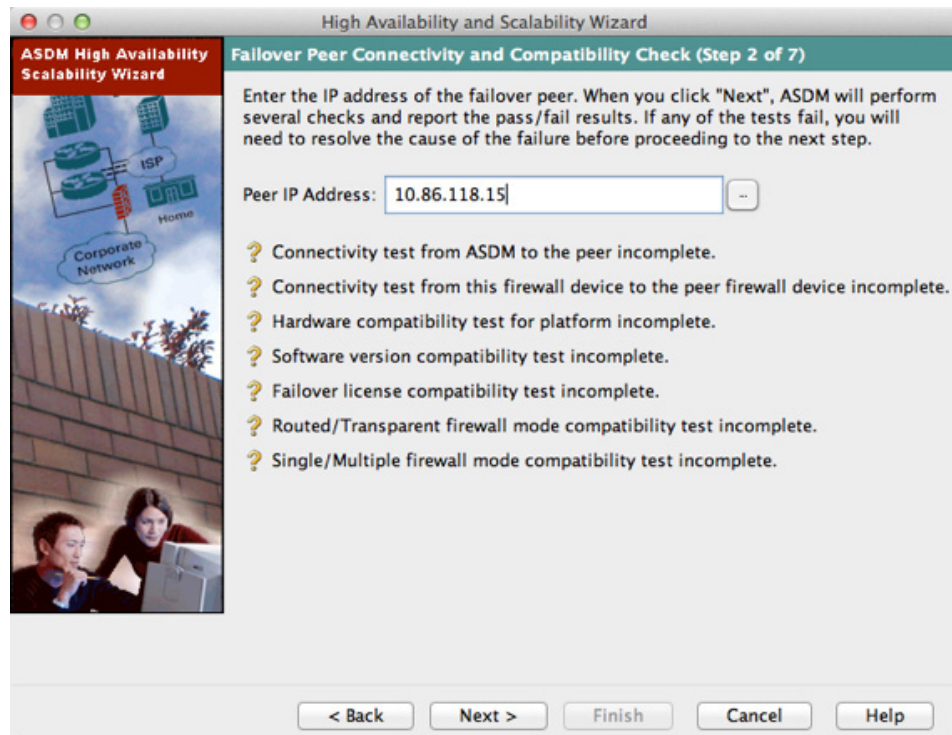 High Availability and Scalability Wizard
ASDM High Availability
Scalability Wizard
Failover Peer Connectivity and Compatibility Check (Step 2 of 7)
Enter the IP address of the failover peer. When you click "Next", ASDM will perform
several checks and report the pass/fail results. If any of the tests fail, you will
need to resolve the cause of the failure before proceeding to the next step.
Peer IP Address: 10.86.118.15
...
? Connectivity test from ASDM to the peer incomplete.
? Connectivity test from this firewall device to the peer firewall device incomplete.
? Hardware compatibility test for platform incomplete.
? Software version compatibility test incomplete.
? Failover license compatibility test incomplete.
? Routed/Transparent firewall mode compatibility test incomplete.
? Single/Multiple firewall mode compatibility test incomplete.
ISP
Home
Corporate
Network
< Back
Next >
Finish
Cancel
Help